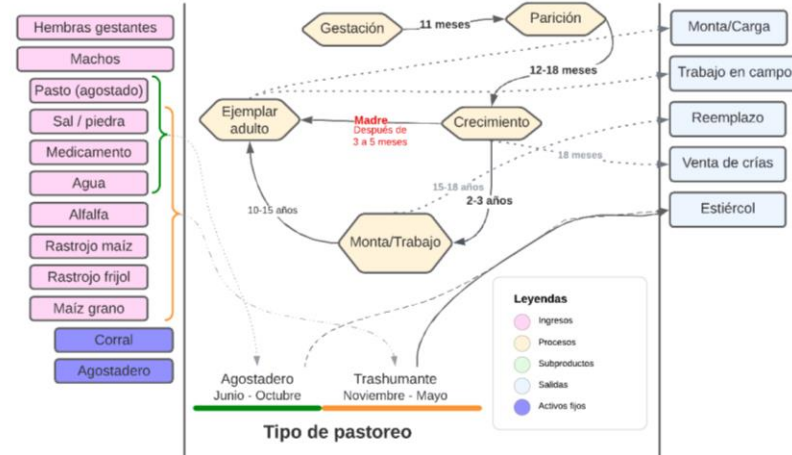 Hembras gestantes
Machos
Pasto (agostado)
Sal / piedra
Medicamento
Agua
Alfalfa
Rastrojo maíz
Rastrojo frijol
Maíz grano
Corral
Agostadero
Gestación
11 meses
Parición
12-18 meses
Ejemplar
adulto
Madre
Después de
3 a 5 meses
Crecimiento
18 meses
15-18 años
2-3 años
10-15 años
Monta/Trabajo
Agostadero
Junio - Octubre
Trashumante
Noviembre - Mayo
Tipo de pastoreo
Leyendas
Ingresos
Procesos
Subproductos
Salidas
Activos fijos
Monta/Carga
Trabajo en campo
Reemplazo
Venta de crías
Estiércol